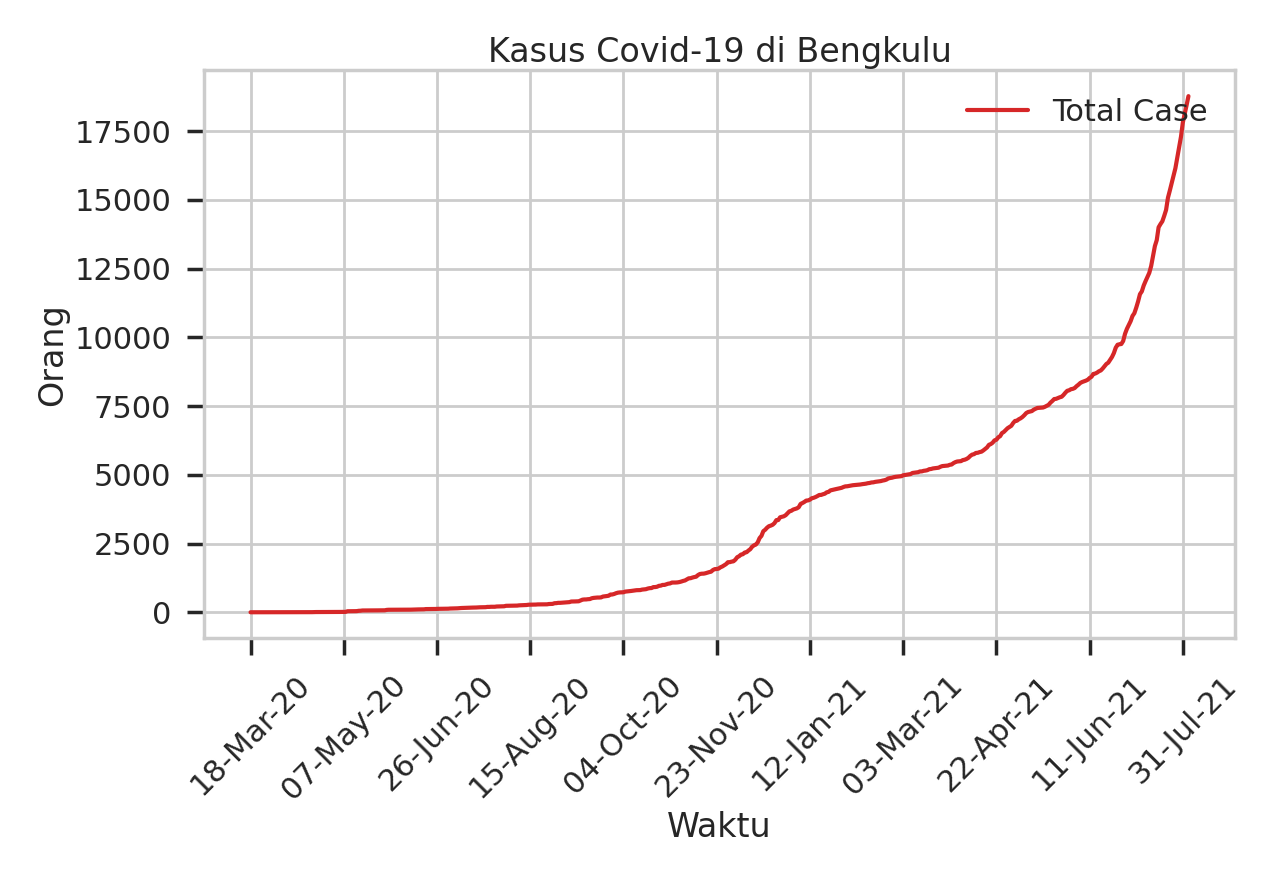 Kasus Covid-19 di Bengkulu
Total Case
Orang
17500
15000
12500
10000
7500
5000
2500
0
18-Mar-20
07-May-20
26-Jun-20
15-Aug-20
04-Oct-20
23-Nov-20
12-Jan-21
03-Mar-21
22-Apr-21
11-Jun-21
31-Jul-21
Waktu